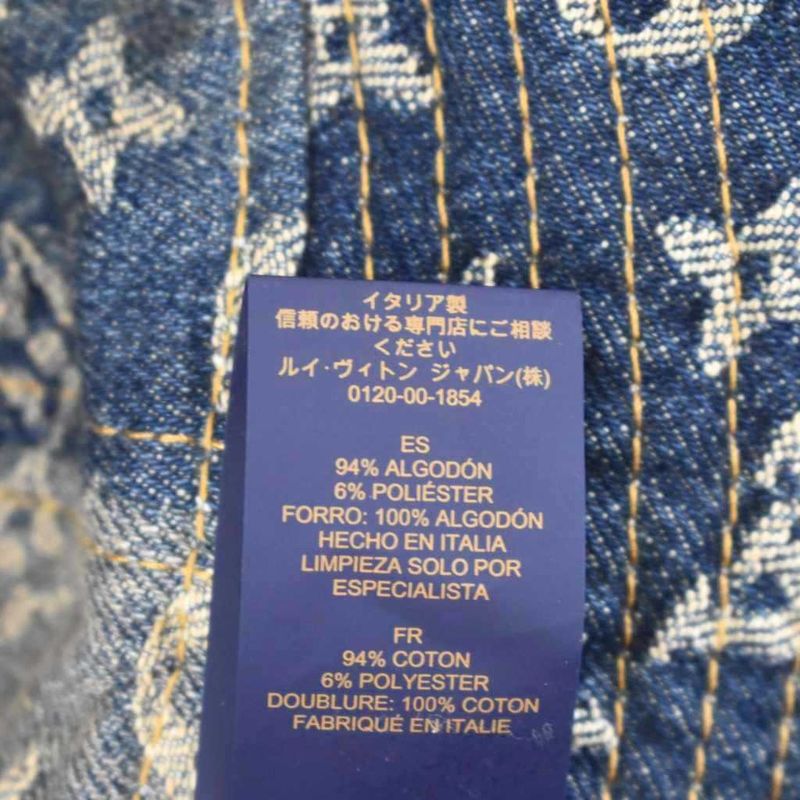 イタリア製
信頼のおける専門店にご相談
ください
ルイ・ヴィトン ジャパン(株)
0120-00-1854
ES
94% ALGODÓN
6% POLIÉSTER
FORRO: 100% ALGODÓN
HECHO EN ITALIA
LIMPIEZA SOLO POR
ESPECIALISTA
FR
94% COTON
6% POLYESTER
DOUBLURE: 100% COTON
FABRIQUÉ EN ITALIE